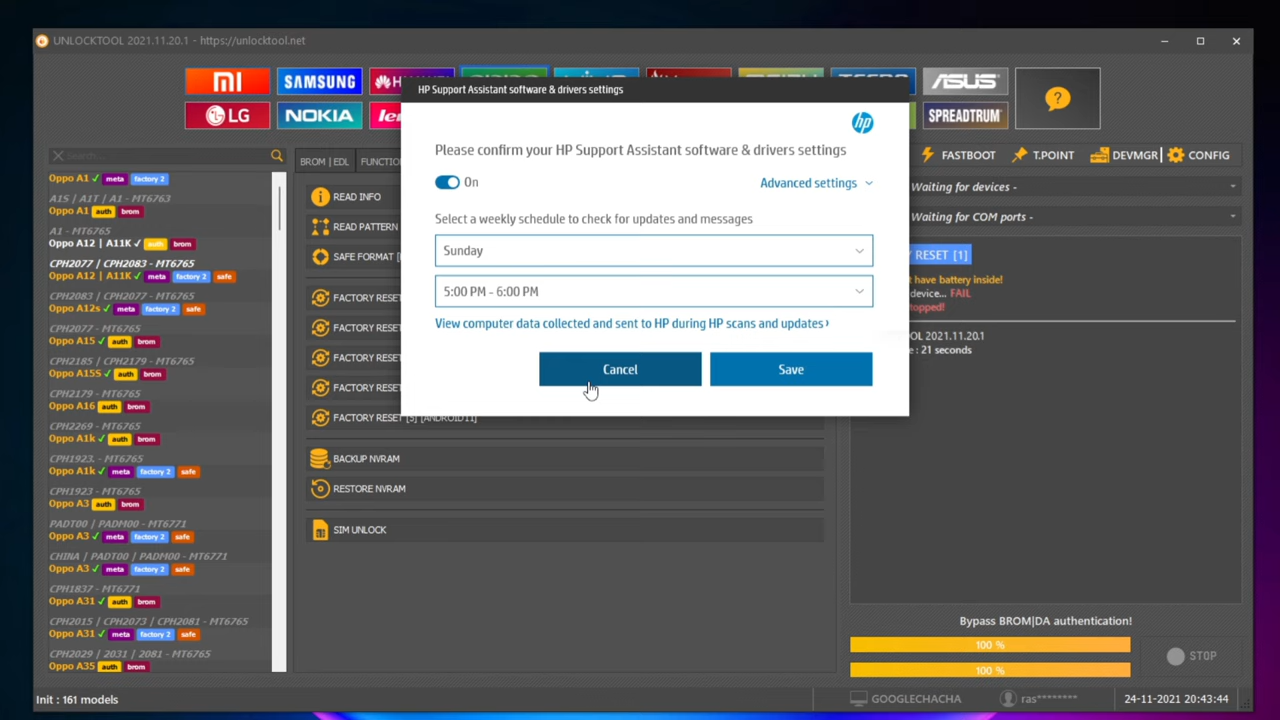 UNLOCKTOOL 2021.11.20.1 - https://unlocktool.net
mi
SAMSUNG
ASUS
LG
NOKIA
SPREADTRUM
?
HP Support Assistant software & drivers settings
hp
Please confirm your HP Support Assistant software & drivers settings
On
Advanced settings
Select a weekly schedule to check for updates and messages
Sunday
5:00 PM - 6:00 PM
View computer data collected and sent to HP during HP scans and updates ›
Cancel
Save
Search...
Oppo A1 ✓ meta factory 2
A15 / A1T / A1 - MT6763
Oppo A1 auth brom
A1 - MT6765
Oppo A12 | A11K ✓ auth brom
CPH2077 / CPH2083 - MT6765
Oppo A12 | A11K ✓ meta factory 2 safe
CPH2083 / CPH2077 - MT6765
Oppo A12s ✓ meta factory 2
CPH2077 - MT6765
Oppo A15 ✓ auth brom
CPH2185 / CPH2179 - MT6765
Oppo A15S ✓ auth brom
CPH2179 - MT6765
Oppo A16 auth brom
CPH2269 - MT6765
Oppo A1k ✓ auth brom
CPH1923. - MT6765
Oppo A1k ✓ meta factory 2 safe
CPH1923 - MT6765
Oppo A3 auth brom
PADT00 / PADM00 - MT6771
Oppo A3 ✓ meta factory 2 safe
CHINA / PADT00 / PADM00 - MT6771
Oppo A3 ✓ meta factory 2 safe
CPH1837 - MT6771
Oppo A31 ✓ auth brom
CPH2015 / CPH2073 / CPH2081 - MT6765
Oppo A31 ✓ meta factory 2 safe
CPH2029 / 2031 / 2081 - MT6765
Oppo A35 auth brom
BROM | EDL
READ INFO
READ PATTERN
SAFE FORMAT
FACTORY RESET
FACTORY RESET
FACTORY RESET
FACTORY RESET
FACTORY RESET [5] [ANDROID11]
BACKUP NVRAM
RESTORE NVRAM
SIM UNLOCK
FASTBOOT
T.POINT
DEVMGR
CONFIG
Waiting for devices -
Waiting for COM ports -
RESET [1]
have battery inside!
device... FAIL
topped!
OL 2021.11.20.1
: 21 seconds
Bypass BROM|DA authentication!
100 %
100 %
STOP
Init : 161 models
GOOGLECHACHA
ras********
24-11-2021 20:43:44